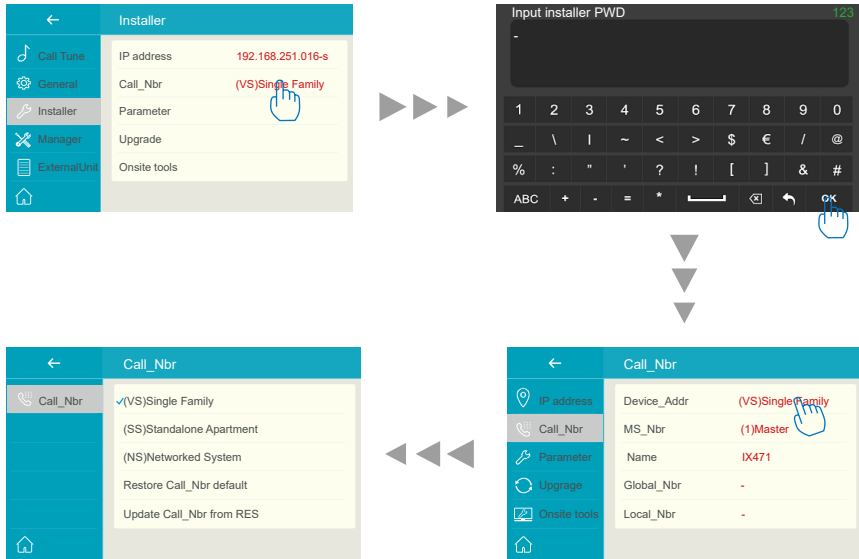 Installer
Call Tune
General
Installer
Manager
ExternaiUnit
IP address 192.168.251.016-s
Call_Nbr (VS)Single Family
Parameter
Upgrade
Onsite tools
Input installer PWD 123
-
1 2 3 4 5 6 7 8 9 0
_ \ I ~ < > $ € / @
% : " ' ? ! [ ] & #
ABC + - = * OK
Call_Nbr
Call_Nbr
✓(VS)Single Family
(SS)Standalone Apartment
(NS)Networked System
Restore Call_Nbr default
Update Call_Nbr from RES
Call_Nbr
IP address
Call_Nbr
Parameter
Upgrage
Onsite tools
Device_Addr (VS)Single Family
MS_Nbr (1)Master
Name IX471
Global_Nbr -
Local_Nbr -